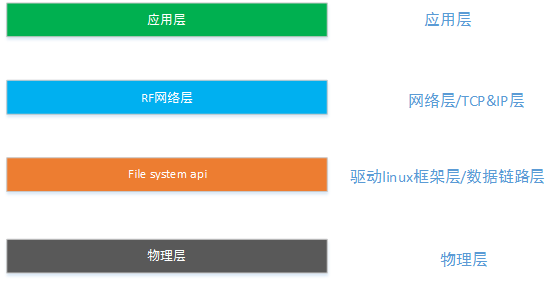 应用层
应用层
RF网络层
网络层/TCP&IP层
File system api
驱动linux框架层/数据链路层
物理层
物理层